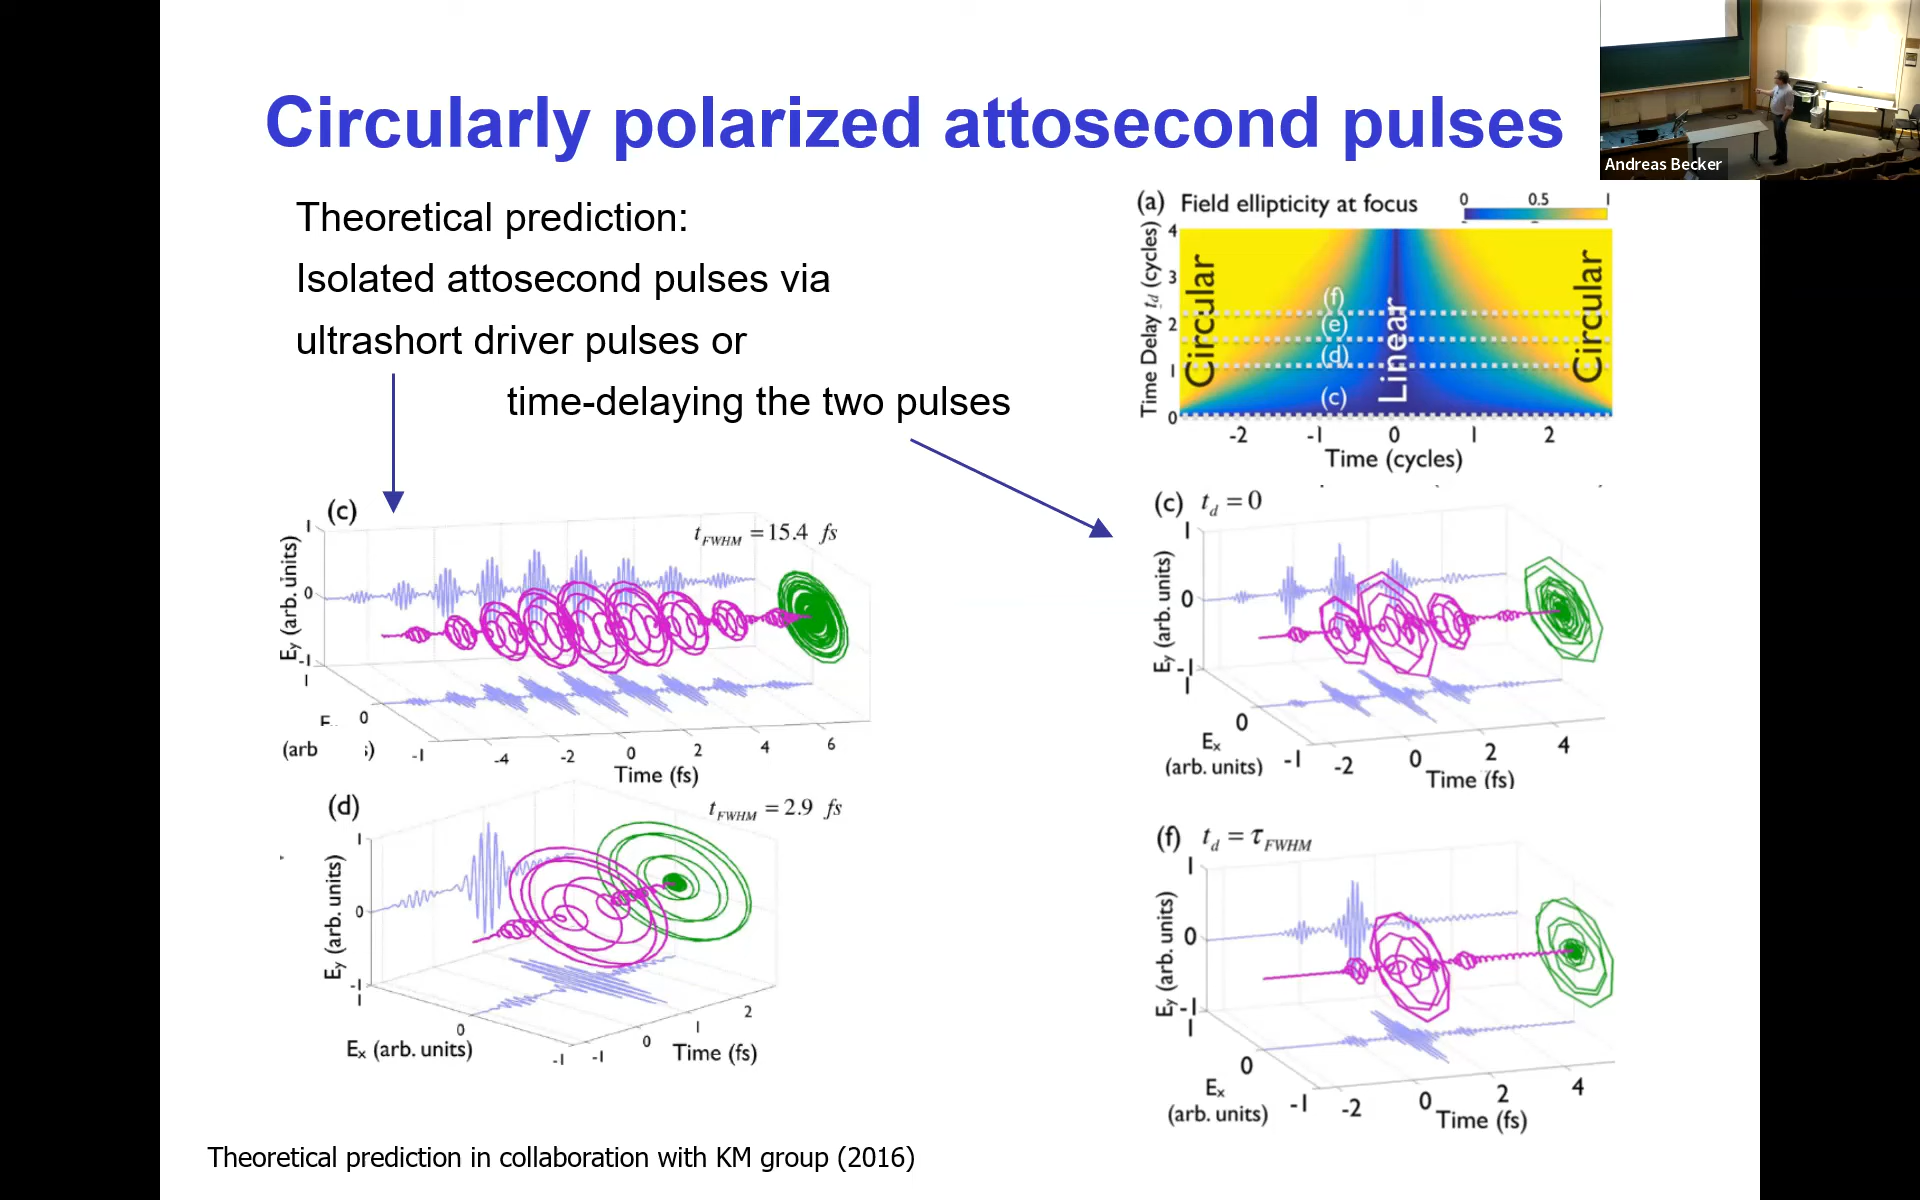 Circularly polarized attosecond pulses
Andreas Becker
Theoretical prediction:
Isolated attosecond pulses via
ultrashort driver pulses or
time-delaying the two pulses
(a) Field ellipticity at focus
0 0.5 1
Time Delay t_d (cycles)
4
3
2
1
0
Circular
Linear
Circular
(f)
(e)
(d)
(c)
-2 -1 0 1 2
Time (cycles)
(c)
t_FWHM = 15.4 fs
E_y (arb. units)
1
0
-1
1
0
-1
(arb
-4 -2 0 2 4 6
Time (fs)
(d)
t_FWHM = 2.9 fs
E_y (arb. units)
1
0
-1
1
0
-1
E_x (arb. units)
-1 0 1 2
Time (fs)
(c) t_d = 0
E_y (arb. units)
1
0
-1
1
0
-1
E_x
(arb. units)
-2 0 2 4
Time (fs)
(f) t_d = τ_FWHM
E_y (arb. units)
1
0
-1
1
0
-1
E_x
(arb. units)
-2 0 2 4
Time (fs)
Theoretical prediction in collaboration with KM group (2016)